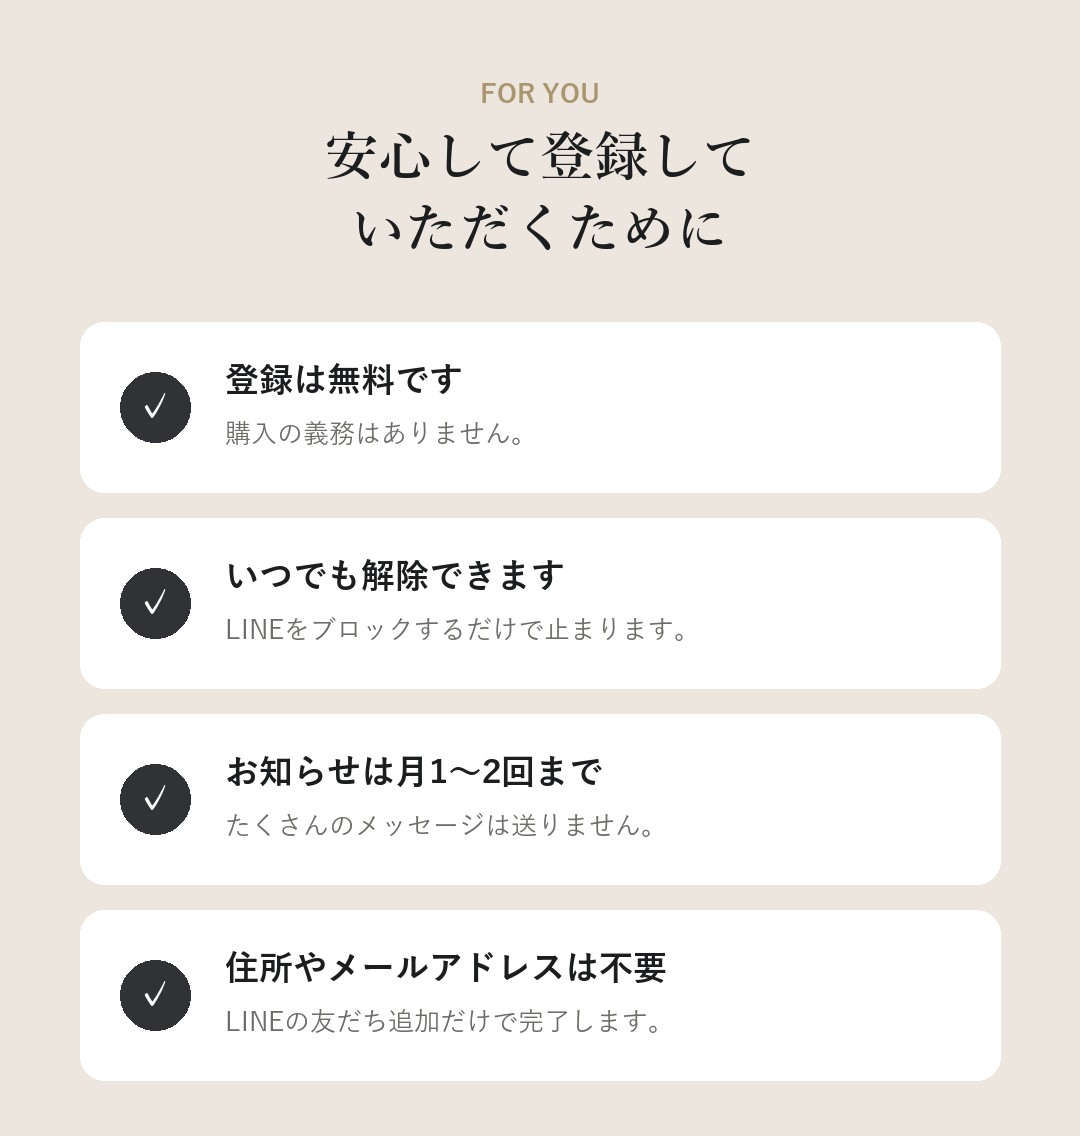 FOR YOU
安心して登録して
いただくために
登録は無料です
購入の義務はありません。
いつでも解除できます
LINEをブロックするだけで止まります。
お知らせは月1〜2回まで
たくさんのメッセージは送りません。
住所やメールアドレスは不要
LINEの友だち追加だけで完了します。